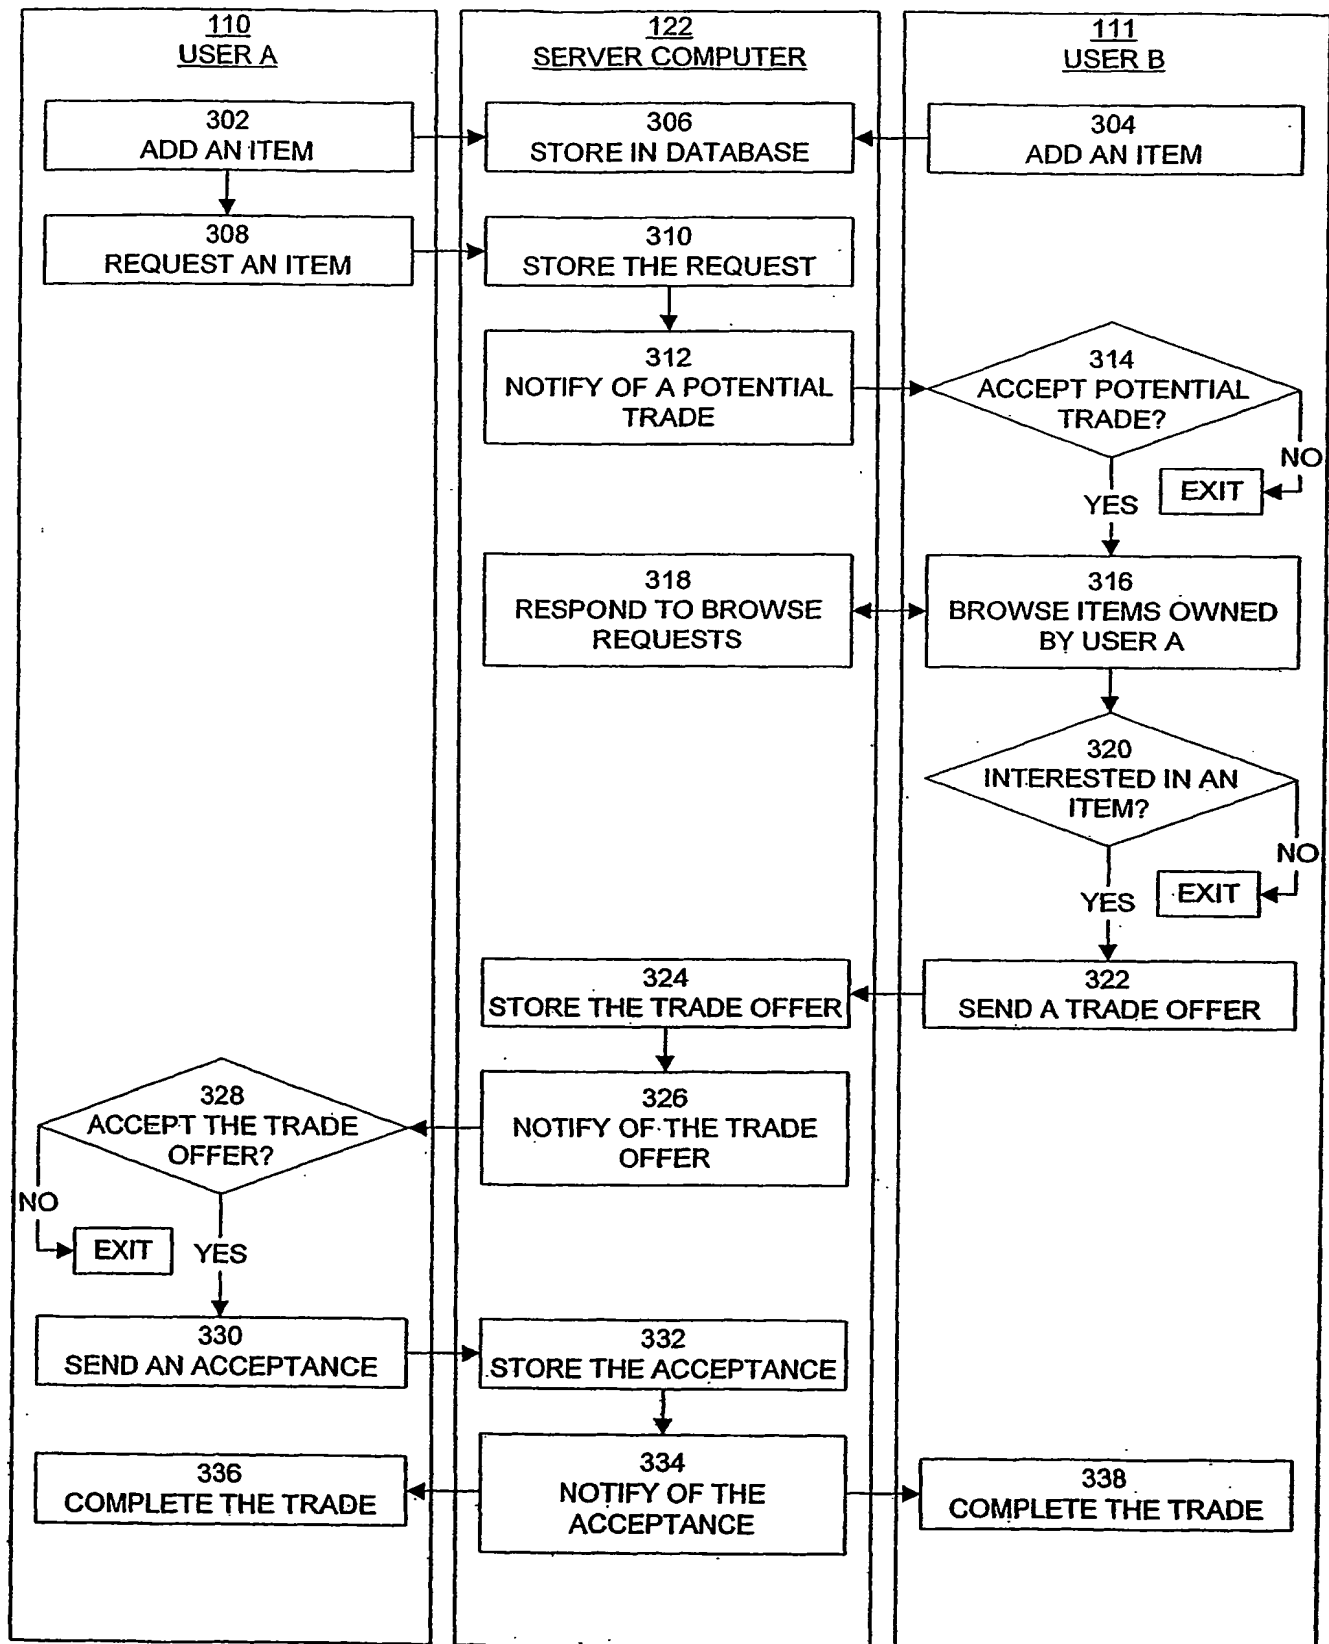 110
USER A
122
SERVER COMPUTER
111
USER B
302
ADD AN ITEM
306
STORE IN DATABASE
304
ADD AN ITEM
308
REQUEST AN ITEM
310
STORE THE REQUEST
312
NOTIFY OF A POTENTIAL
TRADE
314
ACCEPT POTENTIAL
TRADE?
NO
EXIT
YES
318
RESPOND TO BROWSE
REQUESTS
316
BROWSE ITEMS OWNED
BY USER A
320
INTERESTED IN AN
ITEM?
NO
EXIT
YES
324
STORE THE TRADE OFFER
322
SEND A TRADE OFFER
328
ACCEPT THE TRADE
OFFER?
326
NOTIFY OF THE TRADE
OFFER
NO
EXIT
YES
330
SEND AN ACCEPTANCE
332
STORE THE ACCEPTANCE
336
COMPLETE THE TRADE
334
NOTIFY OF THE
ACCEPTANCE
338
COMPLETE THE TRADE